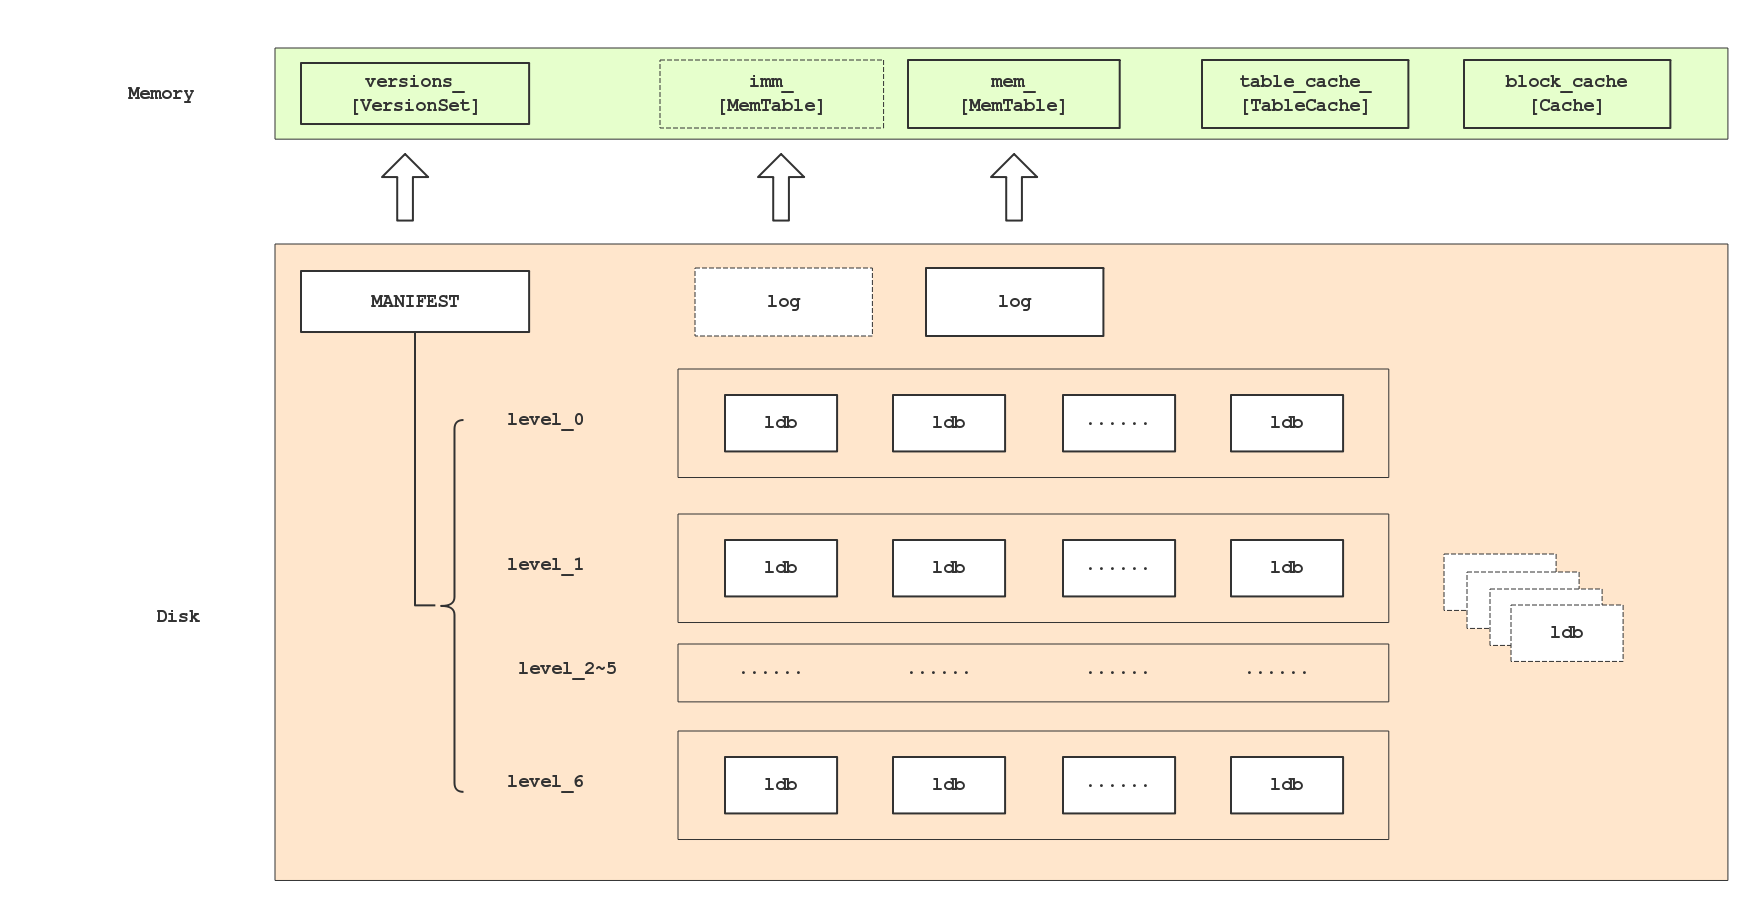 Memory
versions_
[VersionSet]
imm_
[MemTable]
mem_
[MemTable]
table_cache_
[TableCache]
block_cache
[Cache]
Disk
MANIFEST
log
log
level_0
ldb
ldb
......
ldb
level_1
ldb
ldb
......
ldb
ldb
level_2~5
......
......
......
......
level_6
ldb
ldb
......
ldb